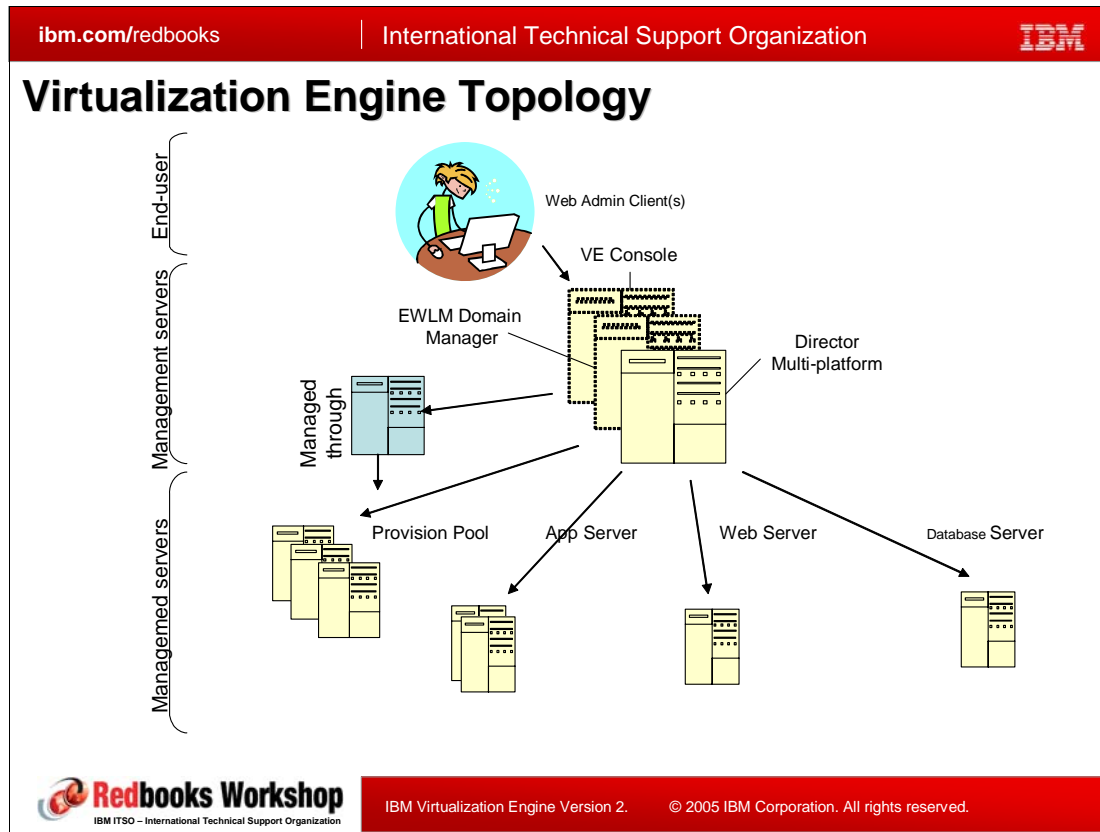 ibm.com/redbooks
International Technical Support Organization
IBM
Virtualization Engine Topology
End-user
Web Admin Client(s)
VE Console
Management servers
EWLM Domain
Manager
Director
Multi-platform
Managed
through
Managemed servers
Provision Pool
App Server
Web Server
Database Server
Redbooks Workshop
IBM ITSO – International Technical Support Organization
IBM Virtualization Engine Version 2.
© 2005 IBM Corporation. All rights reserved.